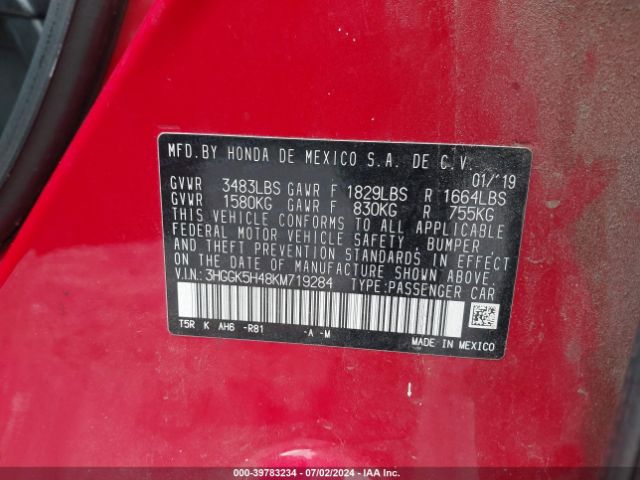 MFD.BY HONDA DE MEXICO S.A. DE C.V.
01/'19
GVWR 3483LBS GAWR F 1829LBS R 1664LBS
GVWR 1580KG GAWR F 830KG R 755KG
THIS VEHICLE CONFORMS TO ALL APPLICABLE
FEDERAL MOTOR VEHICLE SAFETY, BUMPER
AND THEFT PREVENTION STANDARDS IN EFFECT
ON THE DATE OF MANUFACTURE SHOWN ABOVE.
V.I.N.: 3HGGK5H48KM719284 TYPE:PASSENGER CAR
T5R K AH6 -R81 -A -M
MADE IN MEXICO
000-39783234 - 07/02/2024 - IAA Inc.